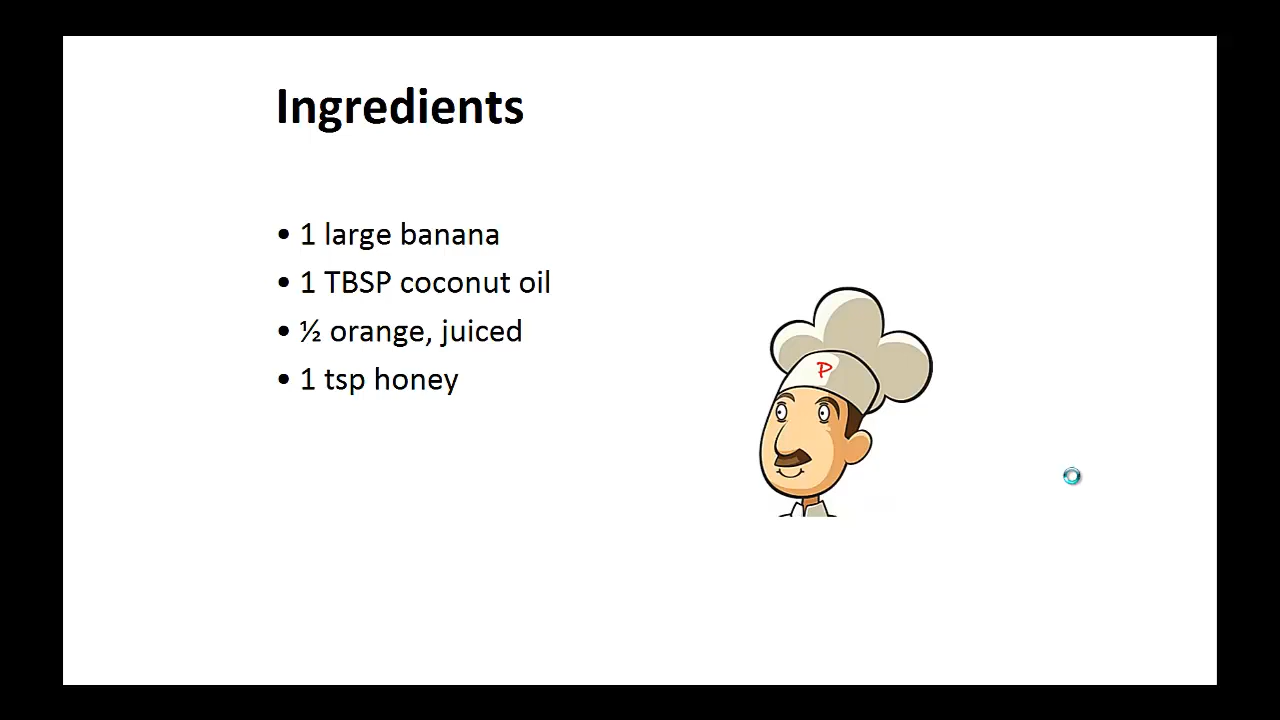 Ingredients
• 1 large banana
• 1 TBSP coconut oil
• ½ orange, juiced
• 1 tsp honey
P